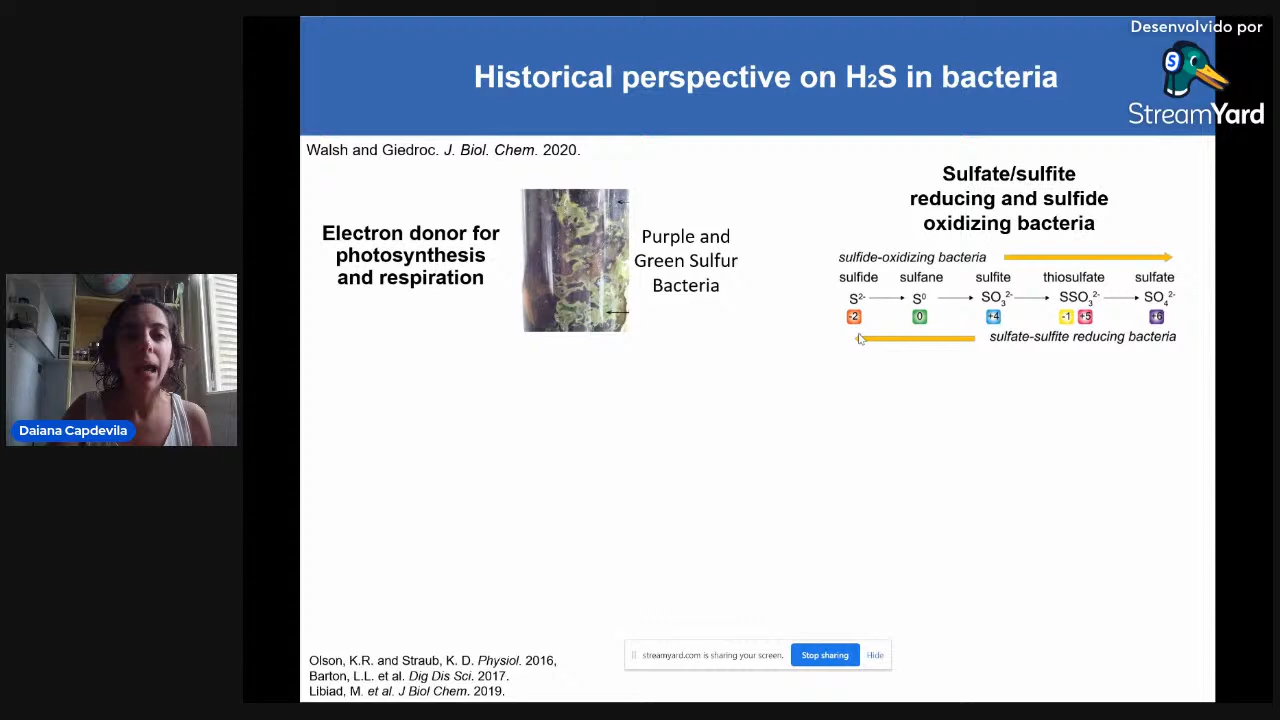 Desenvolvido por
S
StreamYard
Historical perspective on H₂S in bacteria
Walsh and Giedroc. J. Biol. Chem. 2020.
Electron donor for
photosynthesis
and respiration
Purple and
Green Sulfur
Bacteria
Sulfate/sulfite
reducing and sulfide
oxidizing bacteria
sulfide-oxidizing bacteria
sulfide sulfane sulfite thiosulfate sulfate
S²⁻ S⁰ SO₃²⁻ SSO₃²⁻ SO₄²⁻
-2 0 +4 -1 +5 +6
sulfate-sulfite reducing bacteria
Daiana Capdevila
streamyard.com is sharing your screen. Stop sharing Hide
Olson, K.R. and Straub, K. D. Physiol. 2016,
Barton, L.L. et al. Dig Dis Sci. 2017.
Libiad, M. et al. J Biol Chem. 2019.